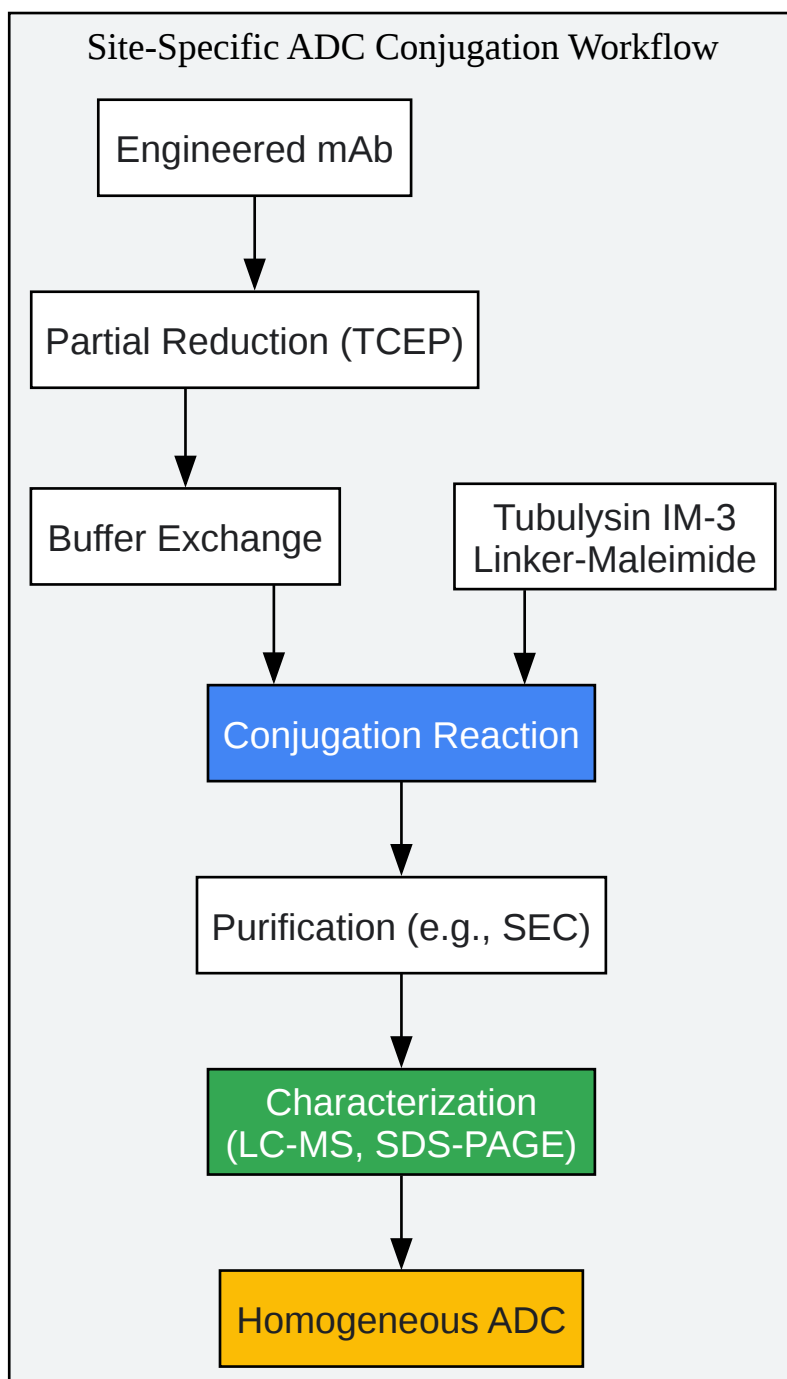 Site-Specific ADC Conjugation Workflow
Engineered mAb
Partial Reduction (TCEP)
Buffer Exchange
Tubulysin IM-3
Linker-Maleimide
Conjugation Reaction
Purification (e.g., SEC)
Characterization
(LC-MS, SDS-PAGE)
Homogeneous ADC